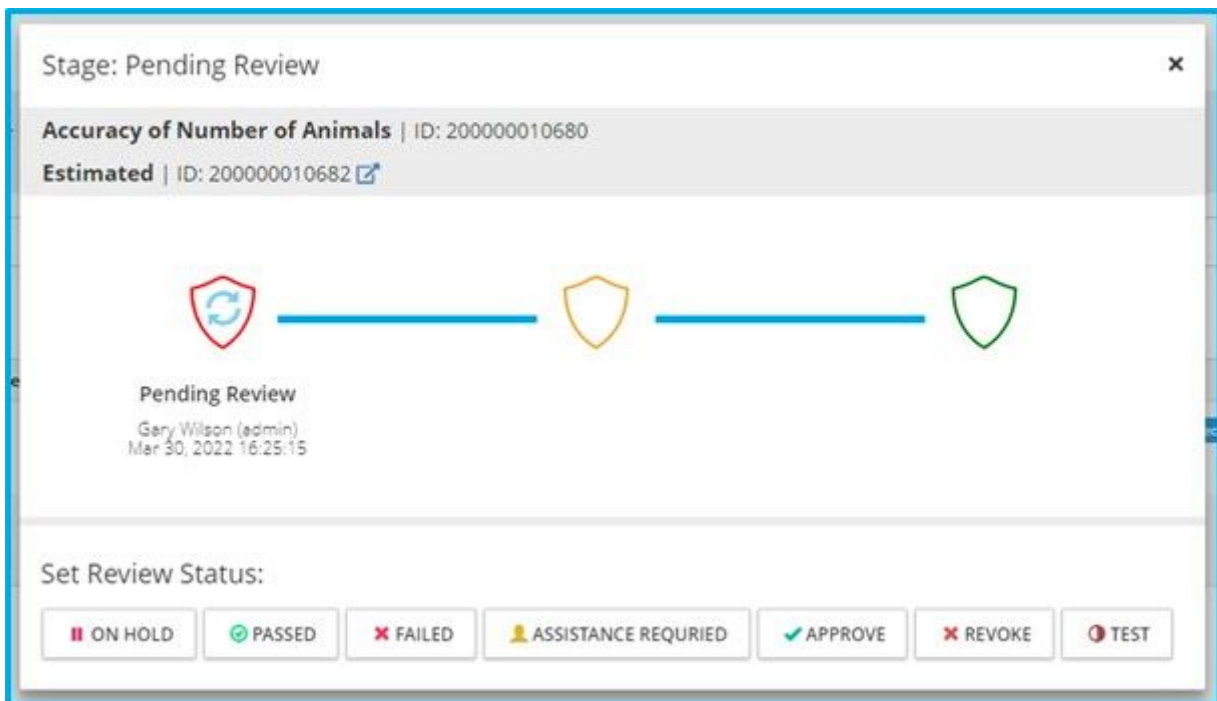 Stage: Pending Review
Accuracy of Number of Animals | ID: 200000010680
Estimated | ID: 200000010682
Pending Review
Gary Wilson (admin)
Mar 30, 2022 16:25:15
Set Review Status:
ON HOLD PASSED FAILED ASSISTANCE REQURIED APPROVE REVOKE TEST